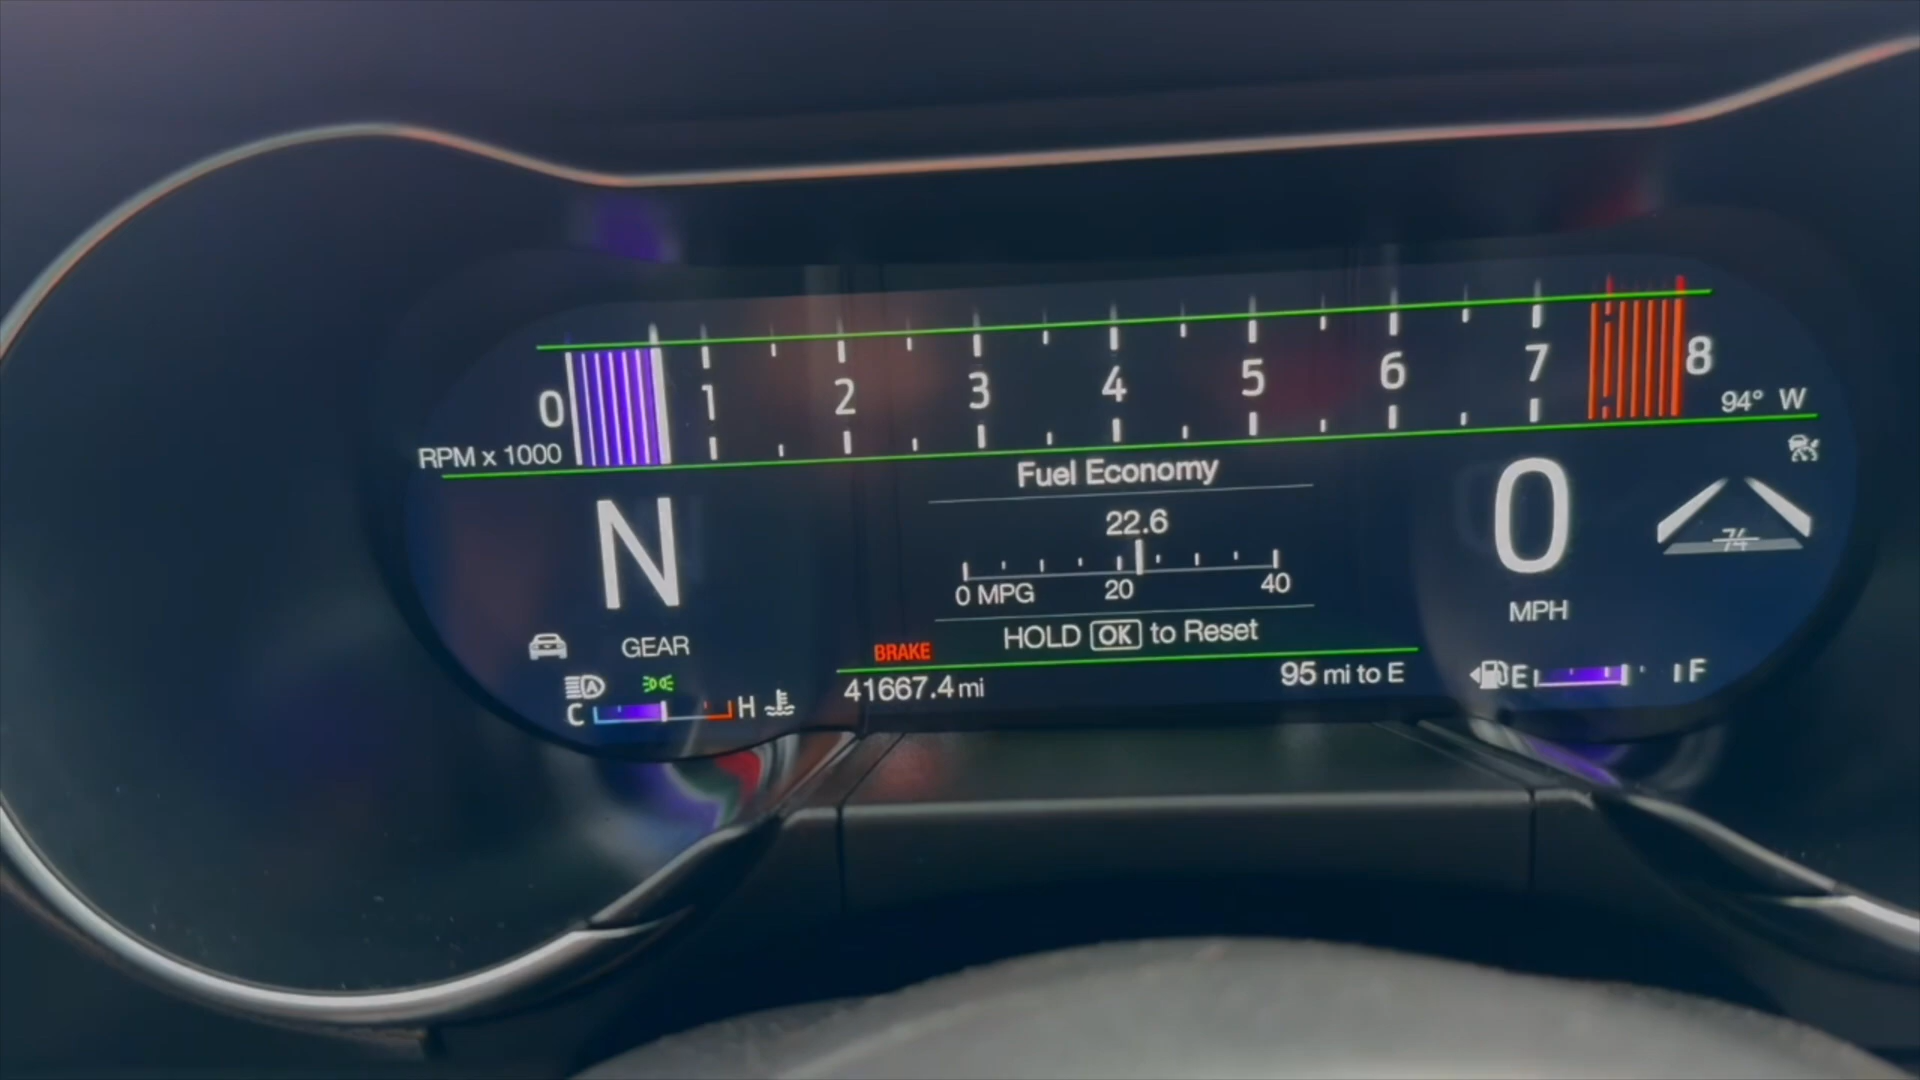 0 1 2 3 4 5 6 7 8
RPM x 1000
94° W
Fuel Economy
22.6
0 MPG 20 40
HOLD OK to Reset
N
GEAR
0
MPH
BRAKE
41667.4 mi
95 mi to E
A
C H
E F